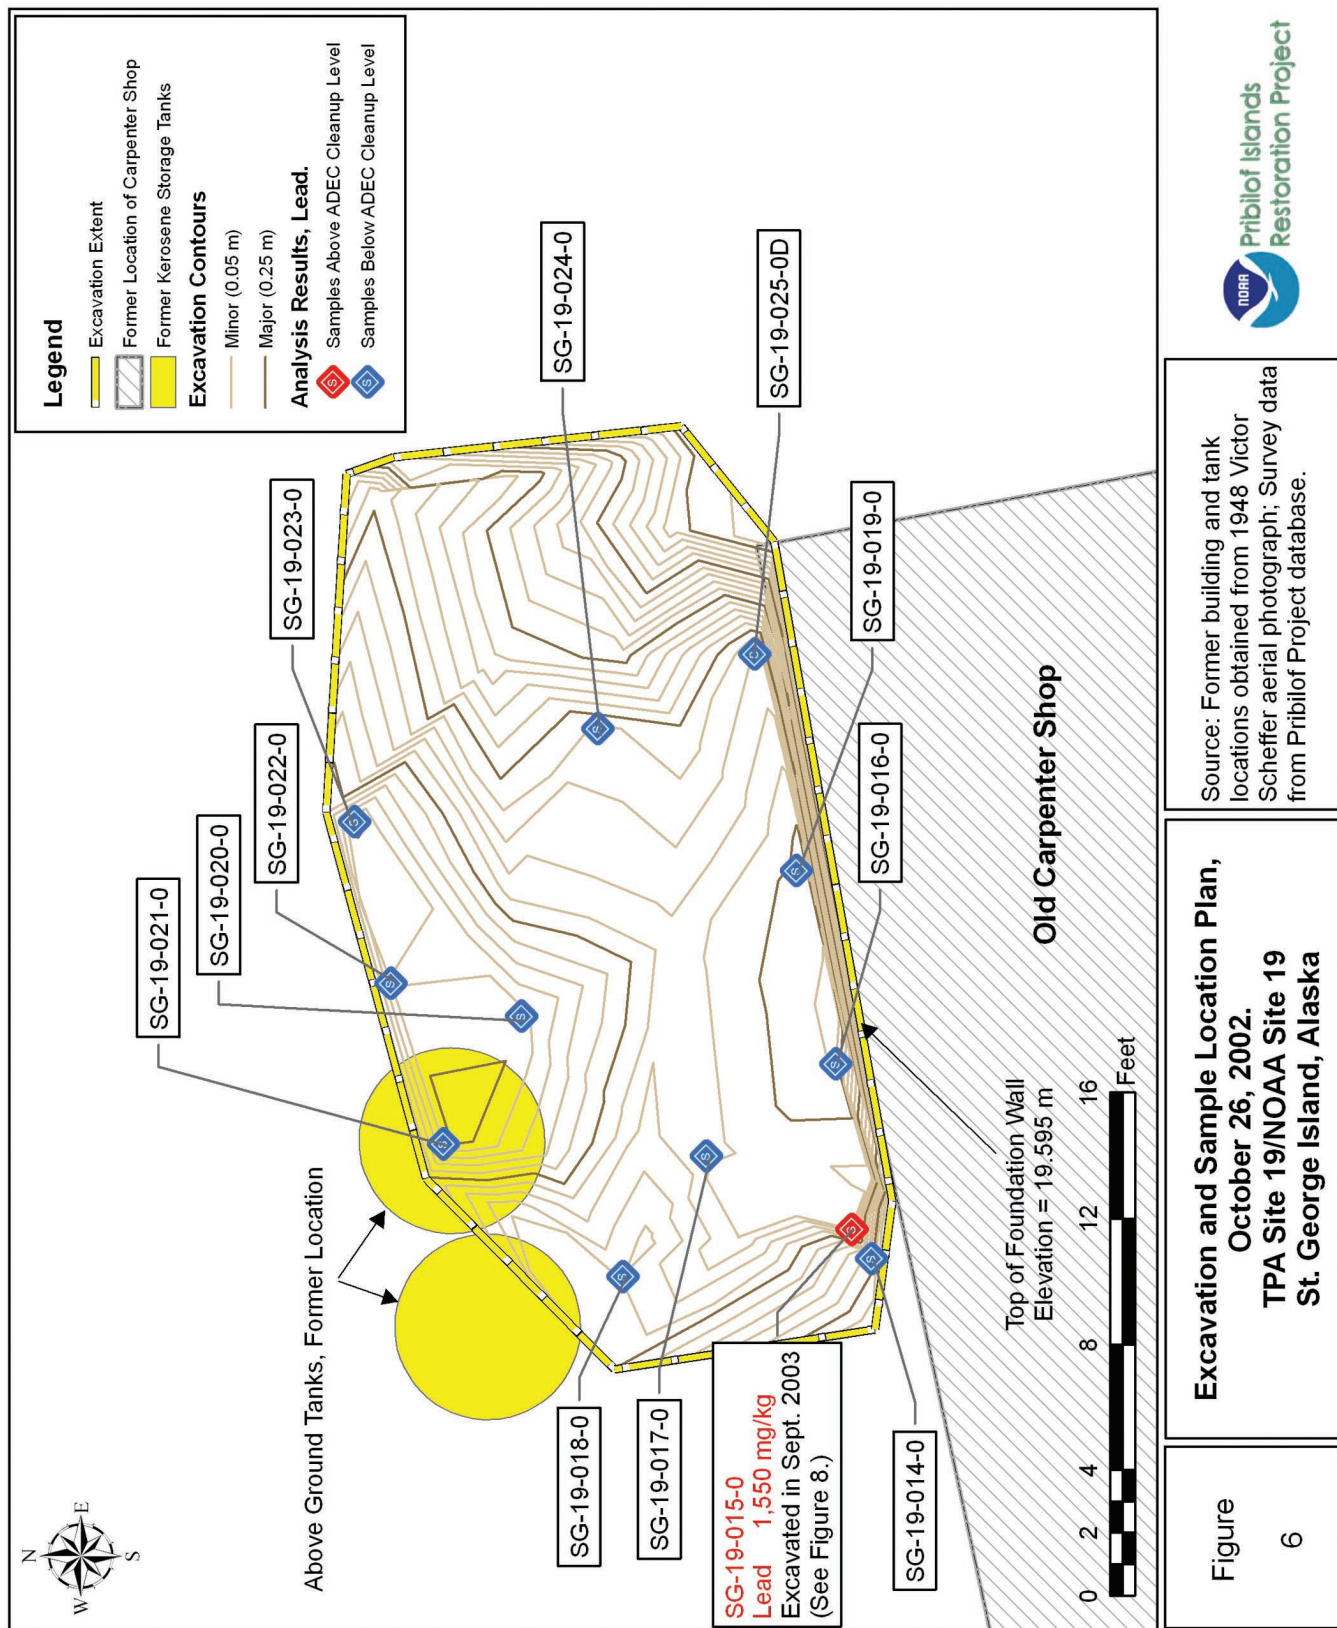 N
W
E
S
Above Ground Tanks, Former Location
SG-19-021-0
SG-19-020-0
SG-19-022-0
SG-19-023-0
Legend
Excavation Extent
Former Location of Carpenter Shop
Former Kerosene Storage Tanks
Excavation Contours
Minor (0.05 m)
Major (0.25 m)
Analysis Results, Lead.
S
Samples Above ADEC Cleanup Level
S
Samples Below ADEC Cleanup Level
SG-19-024-0
SG-19-025-0D
SG-19-019-0
SG-19-016-0
SG-19-018-0
SG-19-017-0
SG-19-015-0
Lead 1,550 mg/kg
Excavated in Sept. 2003
(See Figure 8.)
SG-19-014-0
Top of Foundation Wall
Elevation = 19.595 m
Old Carpenter Shop
0 2 4 8 12 16
Feet
Figure
6
Excavation and Sample Location Plan,
October 26, 2002.
TPA Site 19/NOAA Site 19
St. George Island, Alaska
Source: Former building and tank
locations obtained from 1948 Victor
Scheffer aerial photograph; Survey data
from Pribilof Project database.
NOAA
Pribilof Islands
Restoration Project